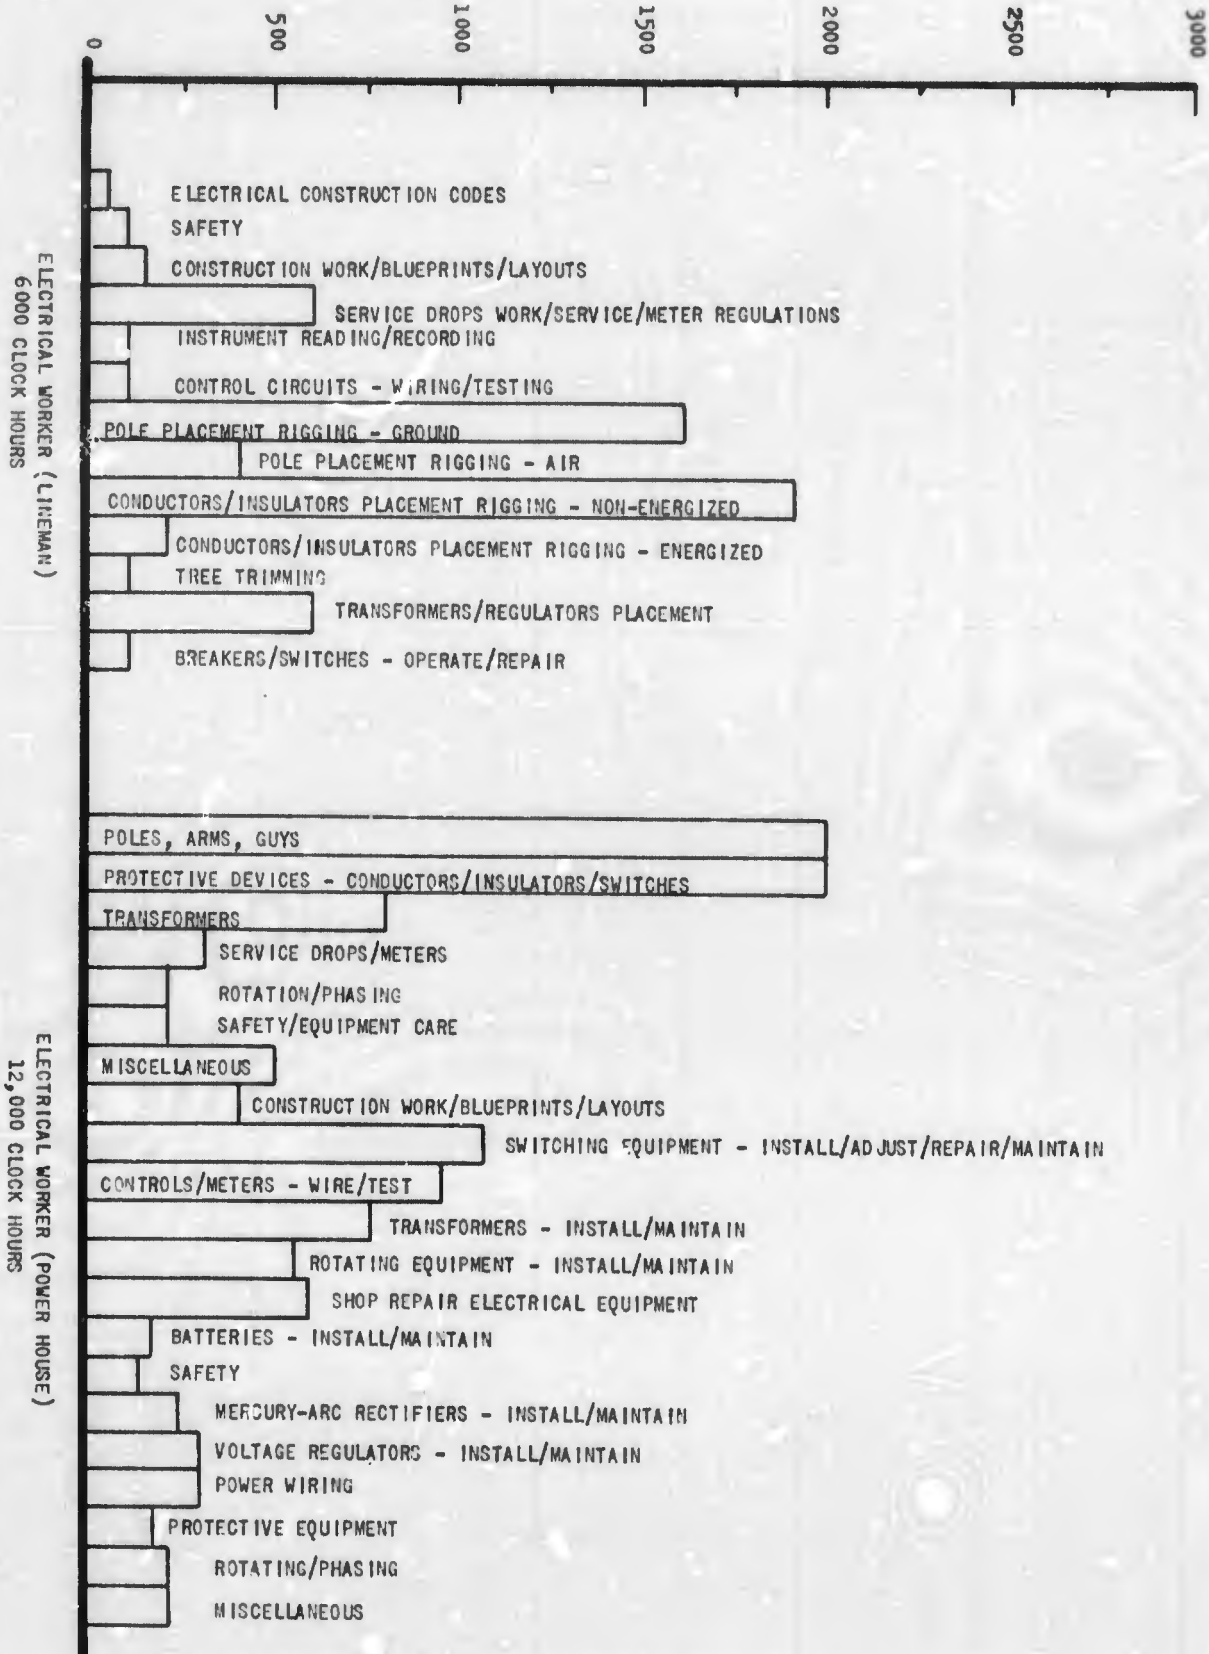 0
500
1000
1500
2000
2500
3000
ELECTRICAL WORKER (LINEMAN)
6000 CLOCK HOURS
ELECTRICAL CONSTRUCTION CODES
SAFETY
CONSTRUCTION WORK/BLUEPRINTS/LAYOUTS
SERVICE DROPS WORK/SERVICE/METER REGULATIONS
INSTRUMENT READING/RECORDING
CONTROL CIRCUITS - WIRING/TESTING
POLE PLACEMENT RIGGING - GROUND
POLE PLACEMENT RIGGING - AIR
CONDUCTORS/INSULATORS PLACEMENT RIGGING - NON-ENERGIZED
CONDUCTORS/INSULATORS PLACEMENT RIGGING - ENERGIZED
TREE TRIMMING
TRANSFORMERS/REGULATORS PLACEMENT
BREAKERS/SWITCHES - OPERATE/REPAIR
ELECTRICAL WORKER (POWER HOUSE)
12,000 CLOCK HOURS
POLES, ARMS, GUYS
PROTECTIVE DEVICES - CONDUCTORS/INSULATORS/SWITCHES
TRANSFORMERS
SERVICE DROPS/METERS
ROTATION/PHASING
SAFETY/EQUIPMENT CARE
MISCELLANEOUS
CONSTRUCTION WORK/BLUEPRINTS/LAYOUTS
SWITCHING EQUIPMENT - INSTALL/ADJUST/REPAIR/MAINTAIN
CONTROLS/METERS - WIRE/TEST
TRANSFORMERS - INSTALL/MAINTAIN
ROTATING EQUIPMENT - INSTALL/MAINTAIN
SHOP REPAIR ELECTRICAL EQUIPMENT
BATTERIES - INSTALL/MAINTAIN
SAFETY
MERCURY-ARC RECTIFIERS - INSTALL/MAINTAIN
VOLTAGE REGULATORS - INSTALL/MAINTAIN
POWER WIRING
PROTECTIVE EQUIPMENT
ROTATING/PHASING
MISCELLANEOUS